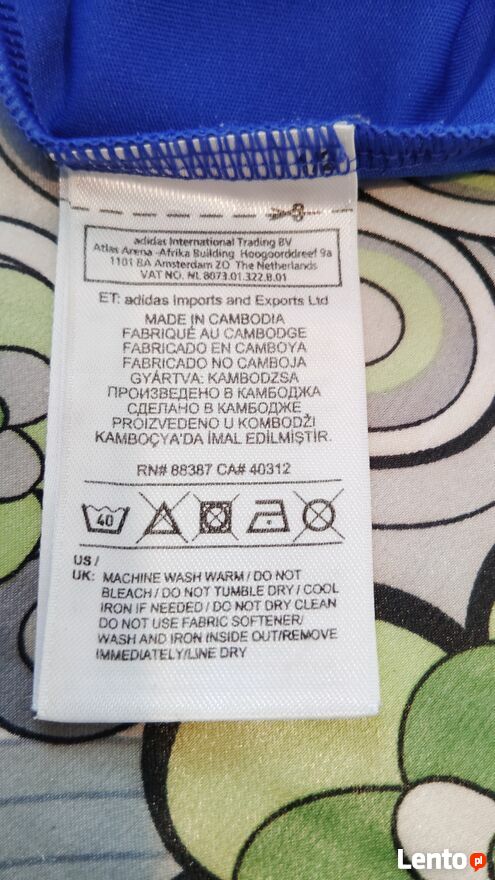 adidas International Trading BV
Atlas Arena -Afrika Building Hoogoorddreef 9a
1101 BA Amsterdam ZO The Netherlands
VAT NO. NL 8073.01.322.B.01
ET: adidas Imports and Exports Ltd
MADE IN CAMBODIA
FABRIQUÉ AU CAMBODGE
FABRICADO EN CAMBOYA
FABRICADO NO CAMBOJA
GYÁRTVA: KAMBODZSA
ПРОИЗВЕДЕНО В КАМБОДЖА
СДЕЛАНО В КАМБОДЖЕ
PROIZVEDENO U KOMBODŽI
KAMBOÇYA'DA İMAL EDİLMİŞTİR.
RN# 88387 CA# 40312
40
US /
UK: MACHINE WASH WARM / DO NOT
BLEACH / DO NOT TUMBLE DRY / COOL
IRON IF NEEDED / DO NOT DRY CLEAN
DO NOT USE FABRIC SOFTENER/
WASH AND IRON INSIDE OUT/REMOVE
IMMEDIATELY/LINE DRY
Lento.pl